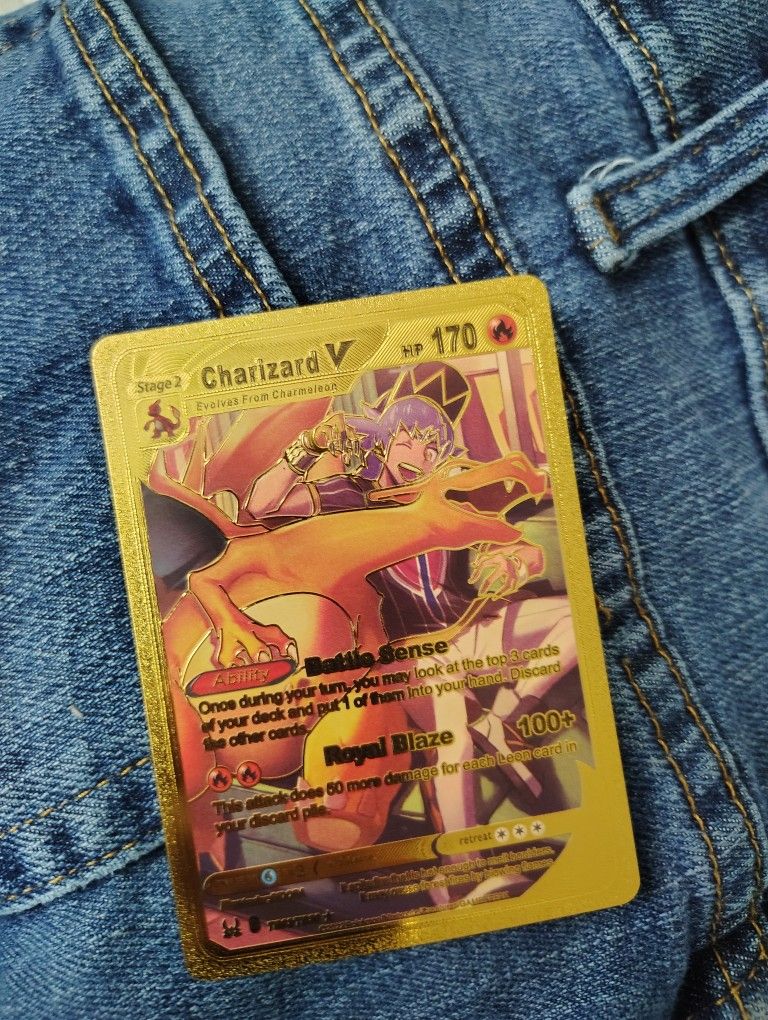 Stage 2
Charizard V
HP 170
Evolves From Charmeleon
Ability
Battle Sense
Once during your turn, you may look at the top 3 cards
of your deck and put 1 of them Into your hand. Discard
the other cards.
Royal Blaze 100+
This attack does 50 more damage for each Leon card in
your discard pile.
retreat